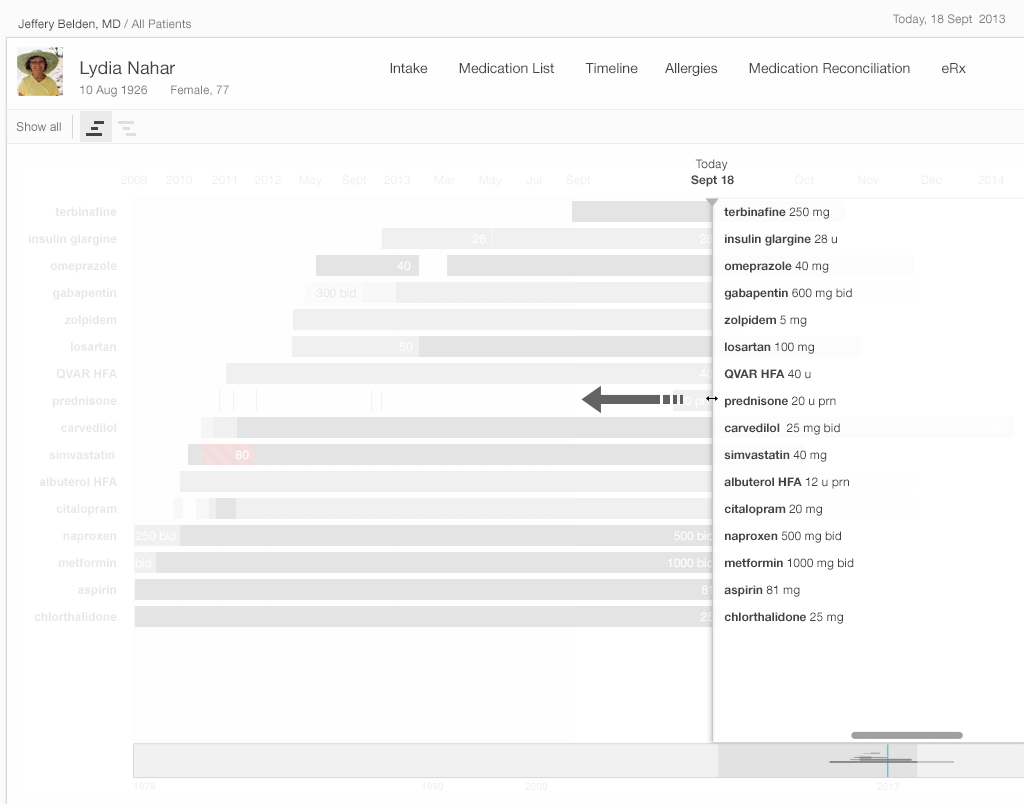 Jeffery Belden, MD / All Patients
Today, 18 Sept 2013
Lydia Nahar
10 Aug 1926 Female, 77
Intake Medication List Timeline Allergies Medication Reconciliation eRx
Show all
Today
2009 2010 2011 2012 May Sept 2013 Mar May Jul Sept Sept 18 Oct Nov Dec 2014
terbinafine terbinafine 250 mg
insulin glargine 26 28 insulin glargine 28 u
omeprazole 40 omeprazole 40 mg
gabapentin 300 bid gabapentin 600 mg bid
zolpidem zolpidem 5 mg
losartan 50 losartan 100 mg
QVAR HFA 40 QVAR HFA 40 u
prednisone prednisone 20 u prn
carvedilol carvedilol 25 mg bid
simvastatin 80 simvastatin 40 mg
albuterol HFA albuterol HFA 12 u prn
citalopram citalopram 20 mg
naproxen 250 bid 500 bid naproxen 500 mg bid
metformin bid 1000 bid metformin 1000 mg bid
aspirin 81 aspirin 81 mg
chlorthalidone 25 chlorthalidone 25 mg
1978 1990 2000 2013